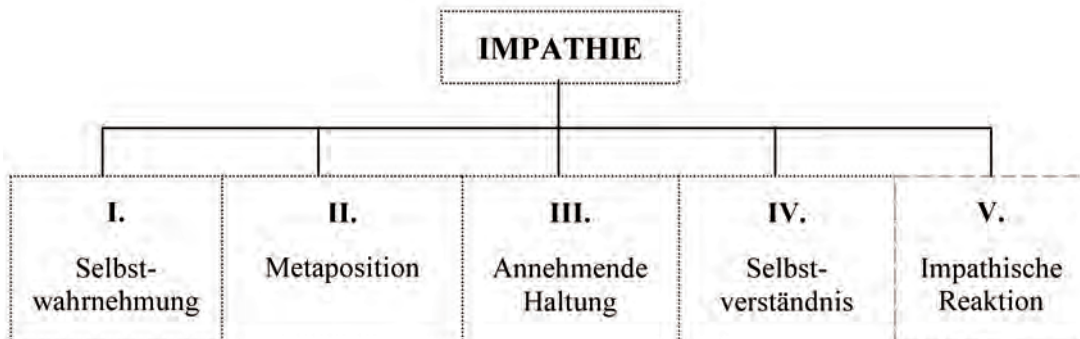 IMPATHIE
I.
Selbst-
wahrnehmung
II.
Metaposition
III.
Annehmende
Haltung
IV.
Selbst-
verständnis
V.
Impathische
Reaktion